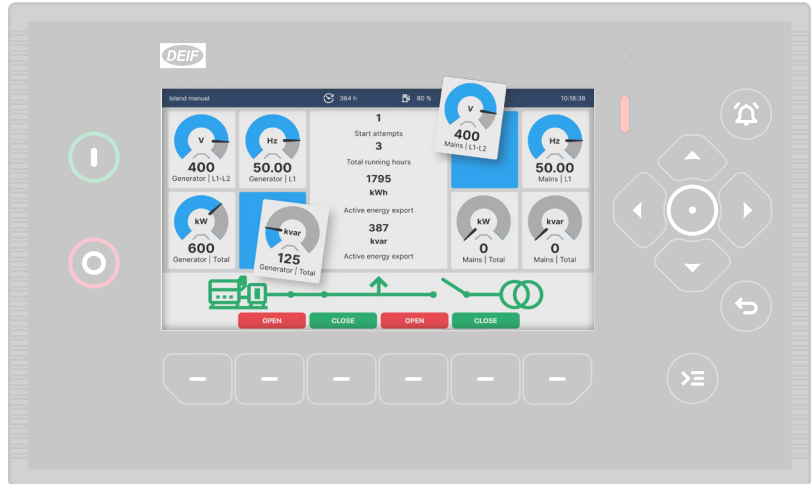 DEIF
Island manual
364 h
80 %
10:18:38
V
400
Generator | L1-L2
Hz
50.00
Generator | L1
1
Start attempts
3
Total running hours
1795
kWh
Active energy export
387
kvar
Active energy export
V
400
Mains | L1-L2
Hz
50.00
Mains | L1
kW
600
Generator | Total
kvar
125
Generator | Total
kW
0
Mains | Total
kvar
0
Mains | Total
OPEN
CLOSE
OPEN
CLOSE